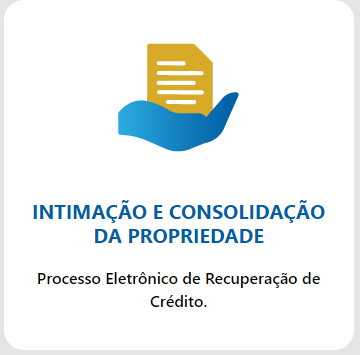 INTIMAÇÃO E CONSOLIDAÇÃO
DA PROPRIEDADE
Processo Eletrônico de Recuperação de
Crédito.